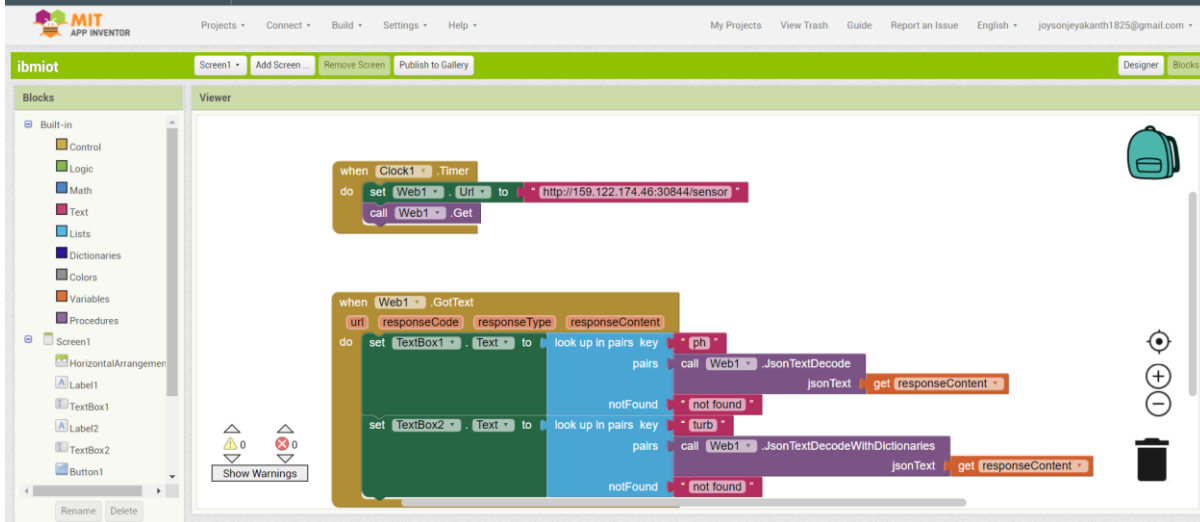 MIT
APP INVENTOR
Projects Connect Build Settings Help My Projects View Trash Guide Report an Issue English joysonjeyakanth1825@gmail.com
ibmiot Screen1 Add Screen ... Remove Screen Publish to Gallery Designer Blocks
Blocks Viewer
Built-in
Control
Logic
Math
Text
Lists
Dictionaries
Colors
Variables
Procedures
Screen1
HorizontalArrangemen
Label1
TextBox1
Label2
TextBox2
Button1
Rename Delete
when Clock1 .Timer
do set Web1 . Url to " http://159.122.174.46:30844/sensor "
call Web1 .Get
when Web1 .GotText
url responseCode responseType responseContent
do set TextBox1 . Text to look up in pairs key " ph "
pairs call Web1 .JsonTextDecode
jsonText get responseContent
notFound " not found "
set TextBox2 . Text to look up in pairs key " turb "
pairs call Web1 .JsonTextDecodeWithDictionaries
jsonText get responseContent
notFound " not found "
0 0
Show Warnings